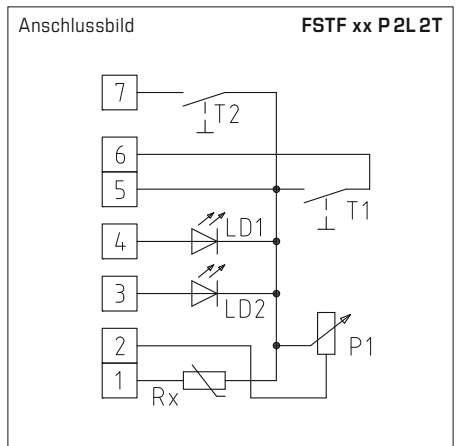 Anschlussbild FSTF xx P 2L 2T
7
T2
6
5
T1
4
LD1
3
LD2
2
P1
1
Rx